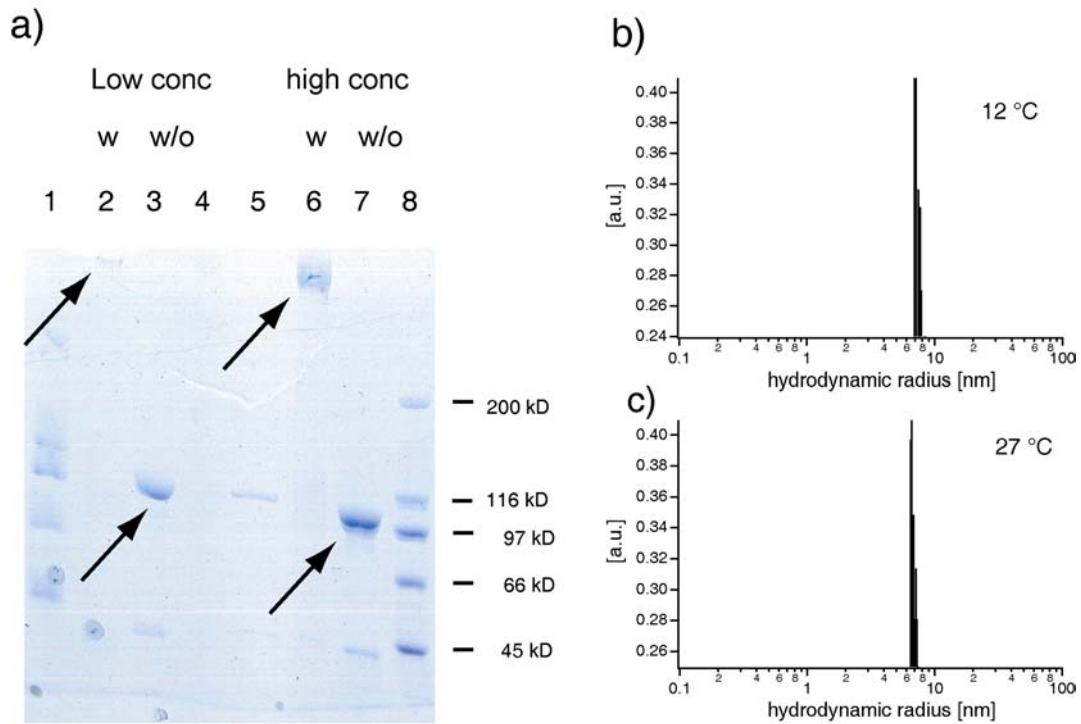 a)
Low conc high conc
w w/o w w/o
1 2 3 4 5 6 7 8
200 kD
116 kD
97 kD
66 kD
45 kD
b)
12 °C
0.40
0.38
0.36
0.34
0.32
0.30
0.28
0.26
0.24
[a.u.]
0.1 2 4 6 8 1 2 4 6 8 10 2 4 6 8 100
hydrodynamic radius [nm]
c)
27 °C
0.40
0.38
0.36
0.34
0.32
0.30
0.28
0.26
[a.u.]
0.1 2 4 6 8 1 2 4 6 8 10 2 4 6 8 100
hydrodynamic radius [nm]